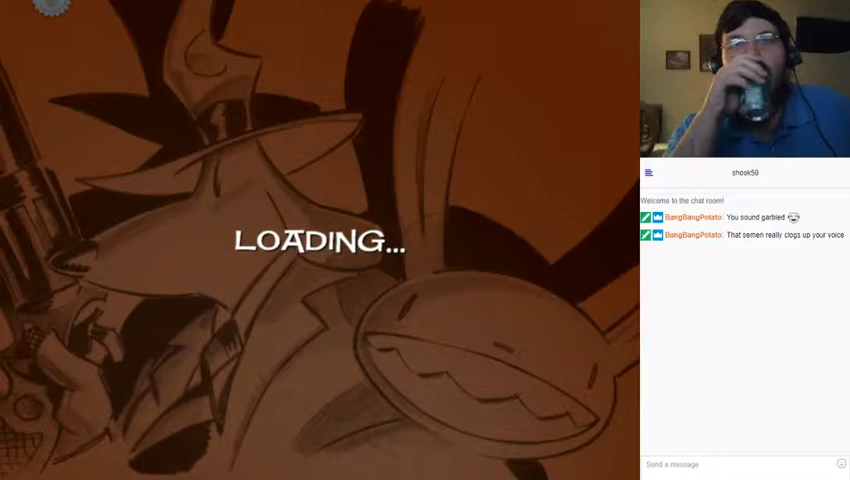 LOADING...
shook50
Welcome to the chat room!
BangBangPotato: You sound garbled
BangBangPotato: That semen really clogs up your voice
Send a message